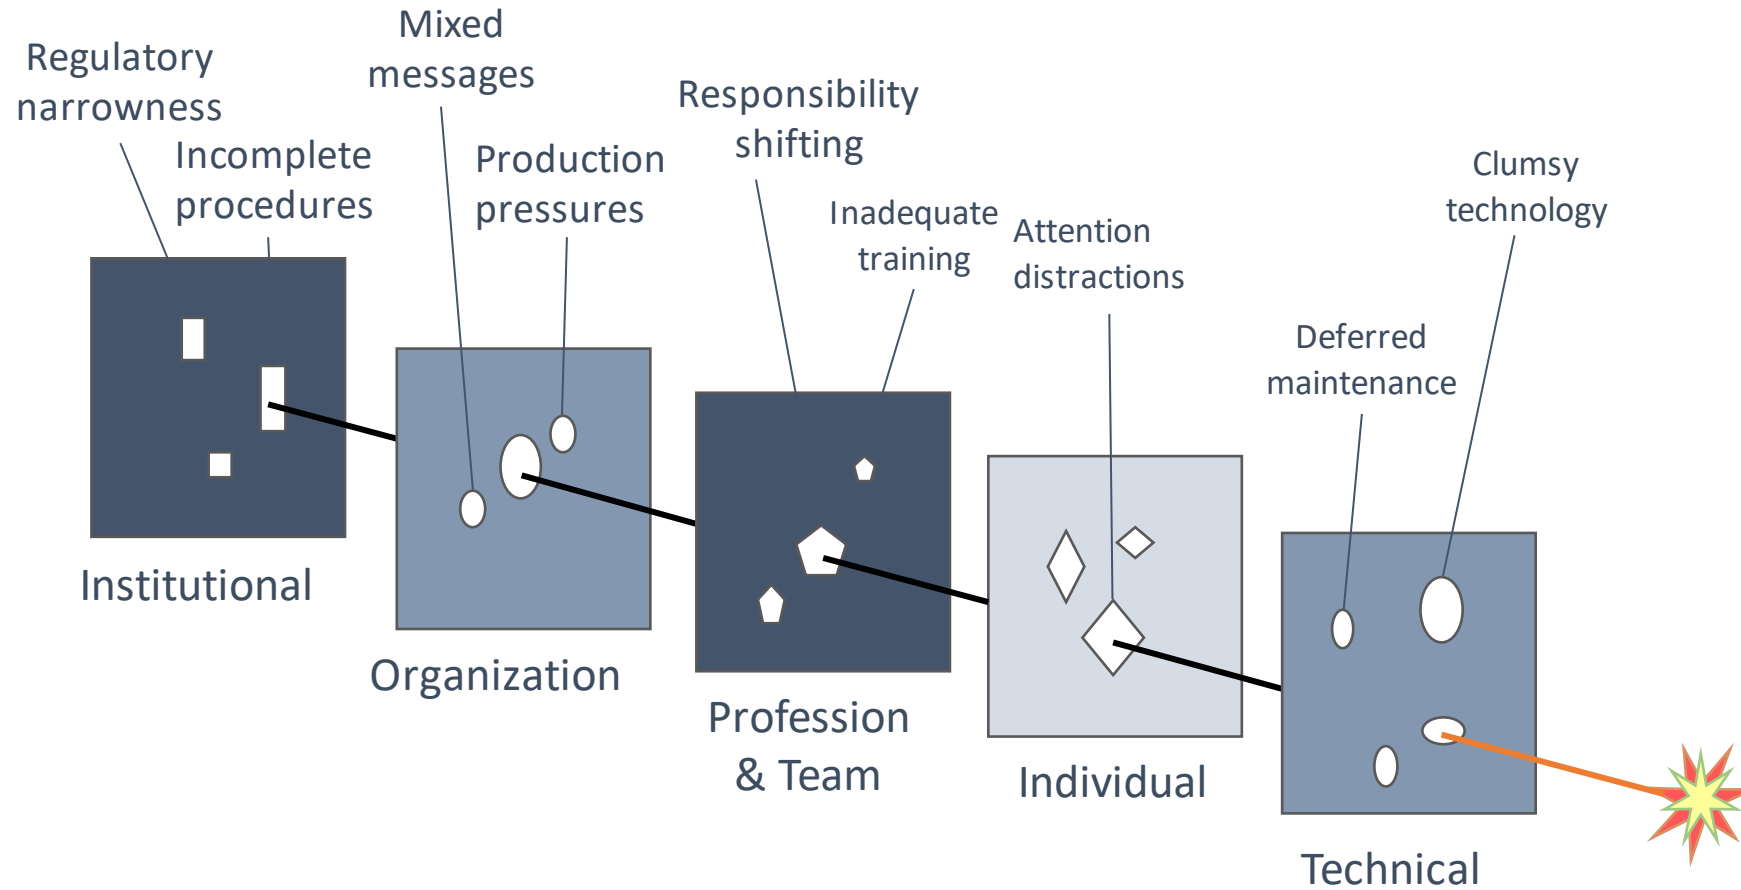 Regulatory
narrowness
Incomplete
procedures
Mixed
messages
Production
pressures
Responsibility
shifting
Inadequate
training
Attention
distractions
Deferred
maintenance
Clumsy
technology
Institutional
Organization
Profession
& Team
Individual
Technical